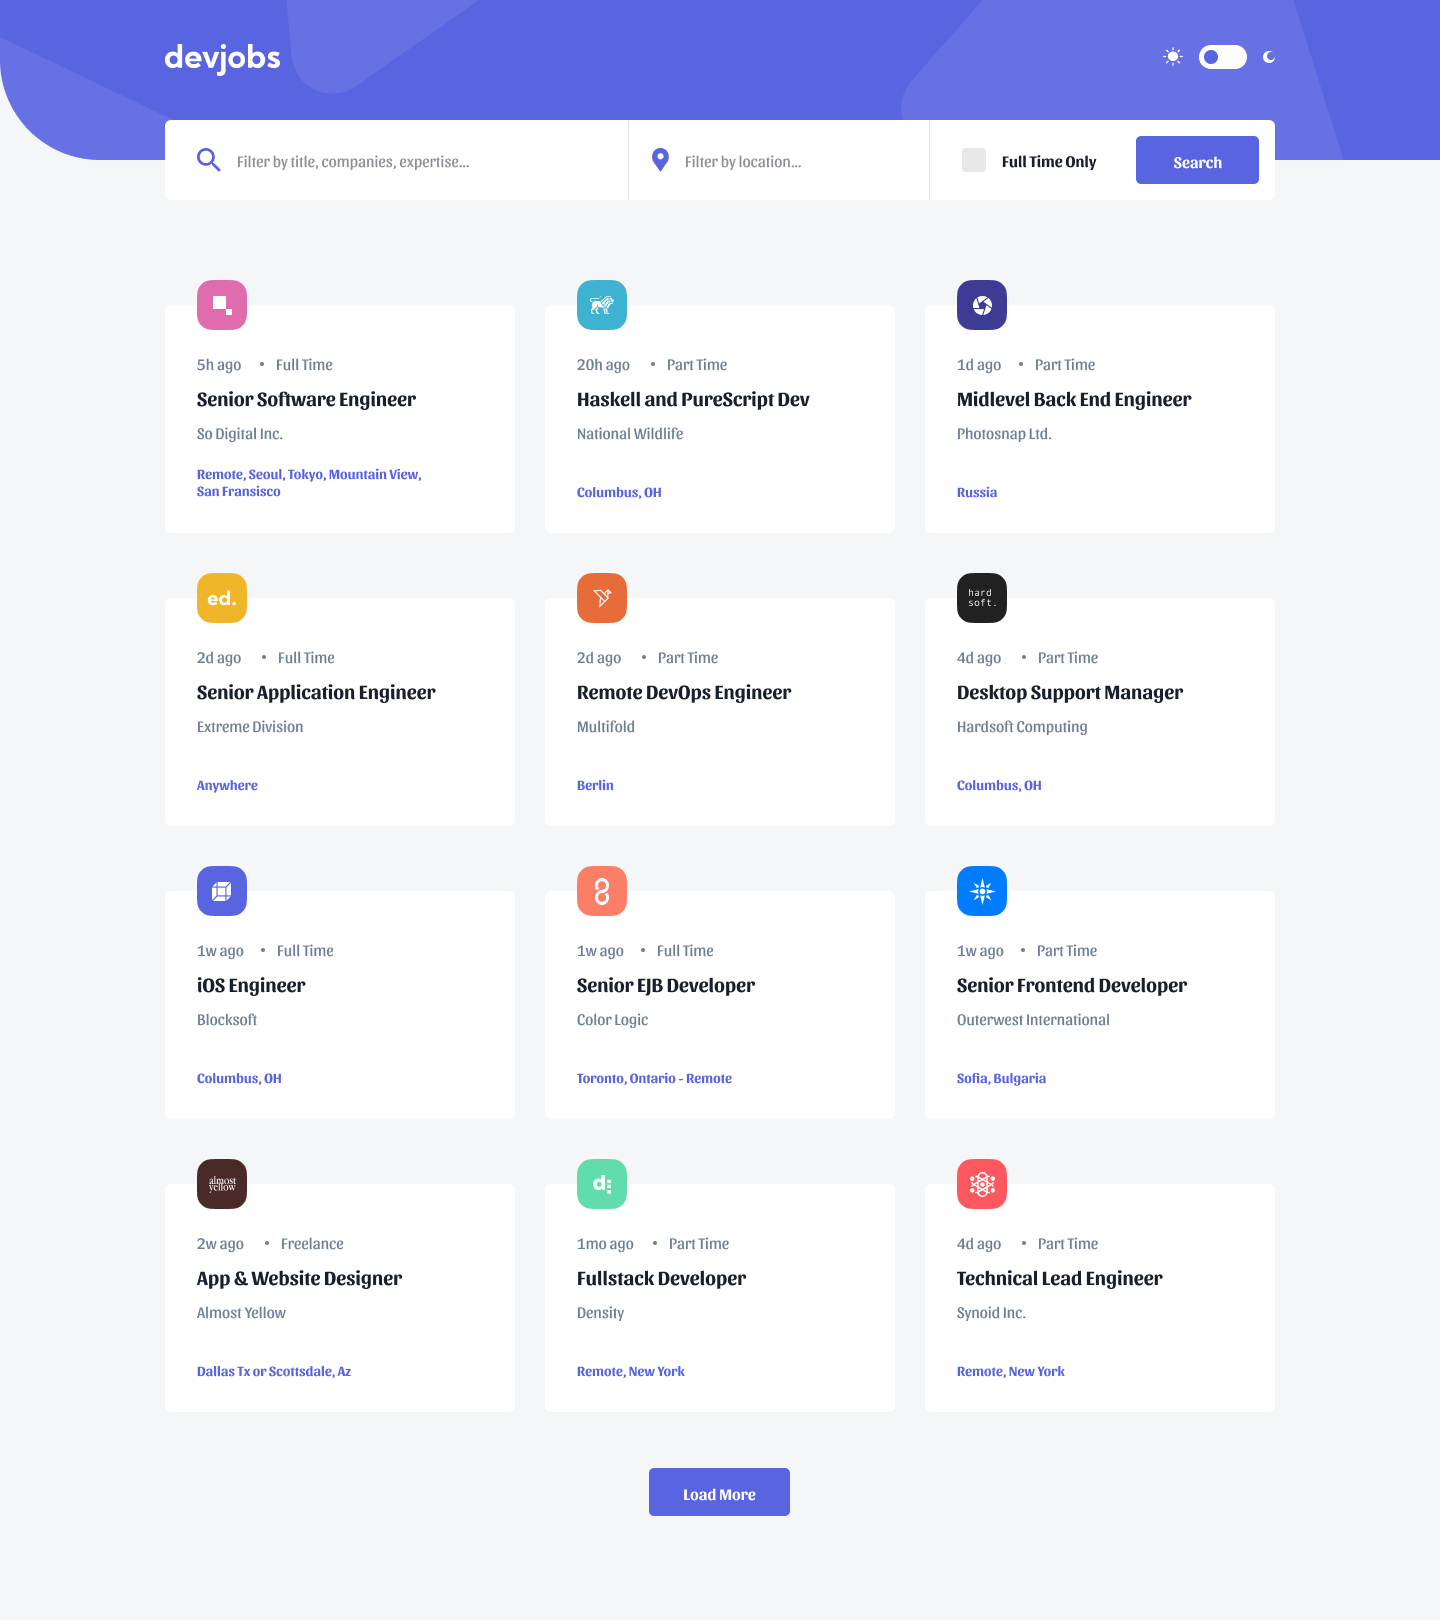 devjobs
Filter by title, companies, expertise...
Filter by location...
Full Time Only
Search
5h ago • Full Time
Senior Software Engineer
So Digital Inc.
Remote, Seoul, Tokyo, Mountain View,
San Fransisco
20h ago • Part Time
Haskell and PureScript Dev
National Wildlife
Columbus, OH
1d ago • Part Time
Midlevel Back End Engineer
Photosnap Ltd.
Russia
ed.
2d ago • Full Time
Senior Application Engineer
Extreme Division
Anywhere
2d ago • Part Time
Remote DevOps Engineer
Multifold
Berlin
hard
soft.
4d ago • Part Time
Desktop Support Manager
Hardsoft Computing
Columbus, OH
1w ago • Full Time
iOS Engineer
Blocksoft
Columbus, OH
1w ago • Full Time
Senior EJB Developer
Color Logic
Toronto, Ontario - Remote
1w ago • Part Time
Senior Frontend Developer
Outerwest International
Sofia, Bulgaria
almost
yellow
2w ago • Freelance
App & Website Designer
Almost Yellow
Dallas Tx or Scottsdale, Az
d
1mo ago • Part Time
Fullstack Developer
Density
Remote, New York
4d ago • Part Time
Technical Lead Engineer
Synoid Inc.
Remote, New York
Load More